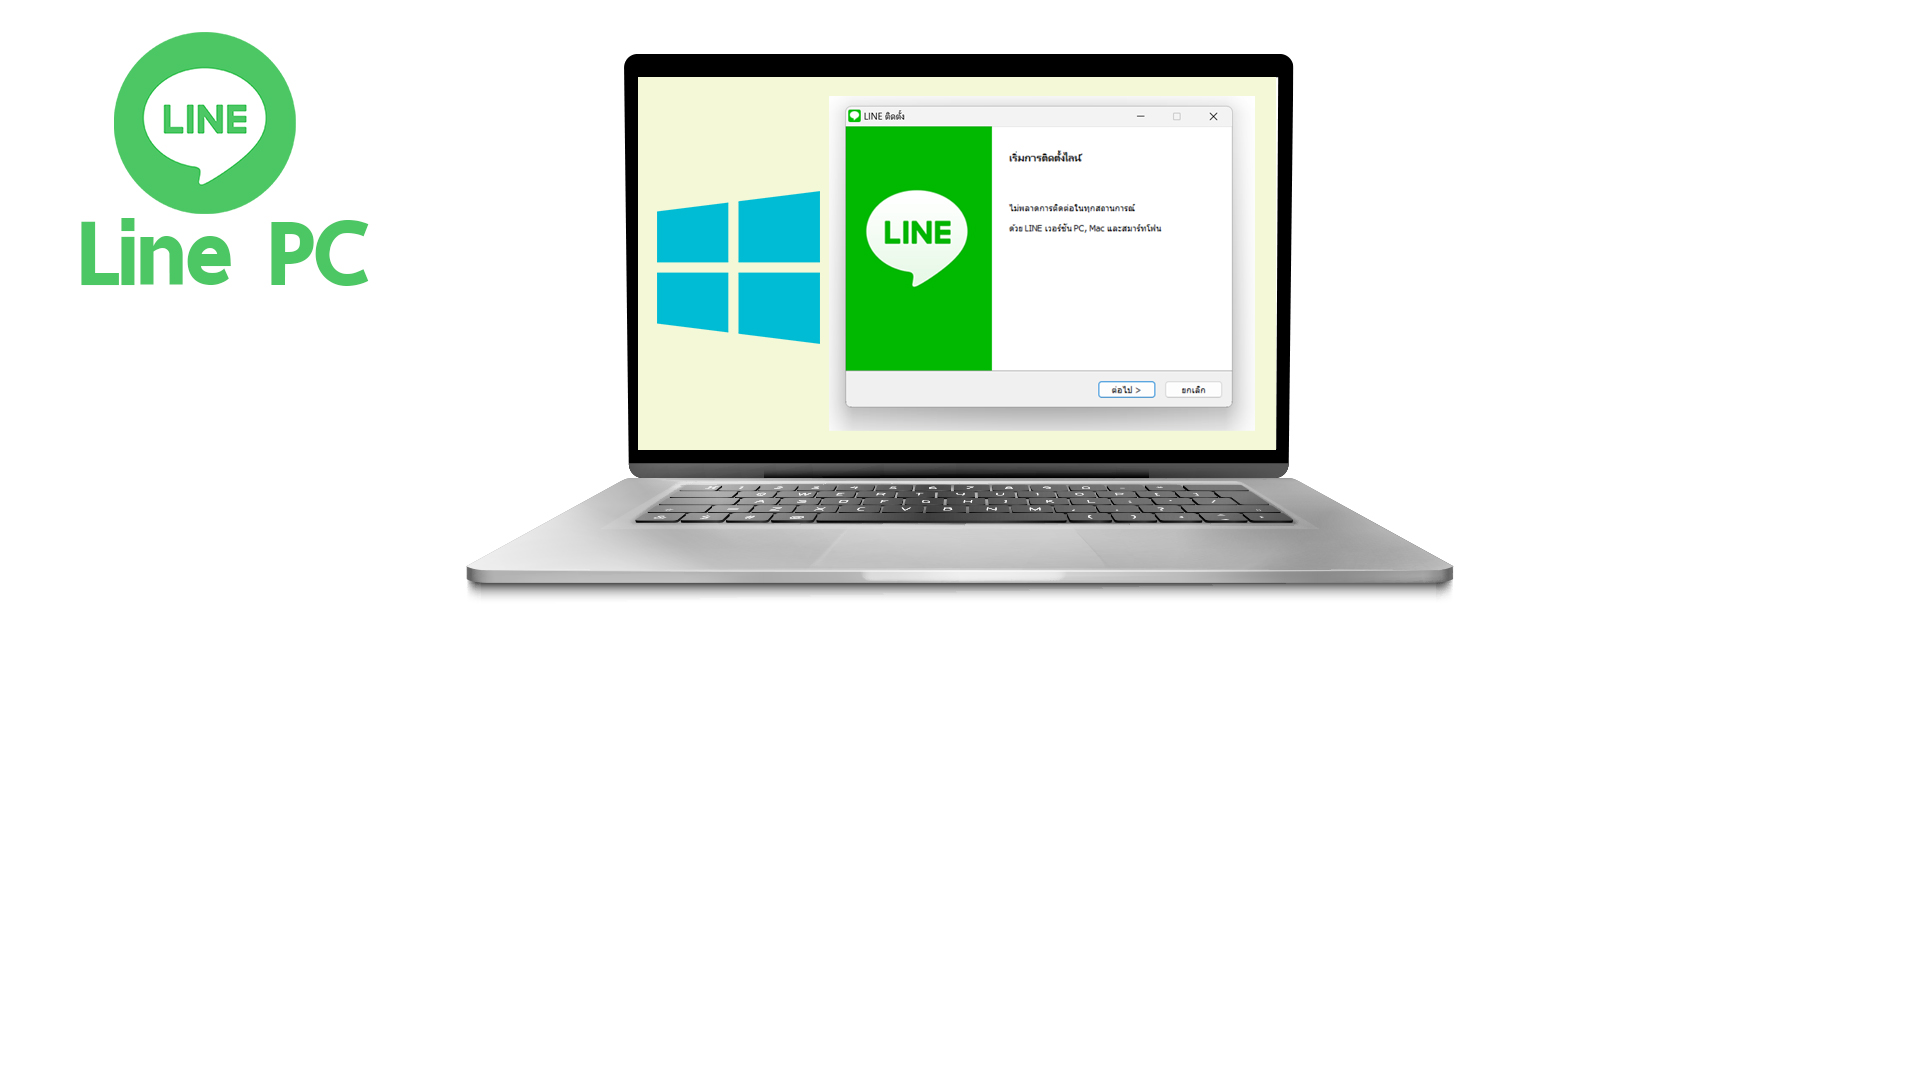 LINE
Line PC
LINE ติดตั้ง
เริ่มการติดตั้งไลน์
ไม่พลาดการติดต่อในทุกสถานการณ์
ด้วย LINE เวอร์ชัน PC, Mac และสมาร์ทโฟน
LINE
ต่อไป >
ยกเลิก